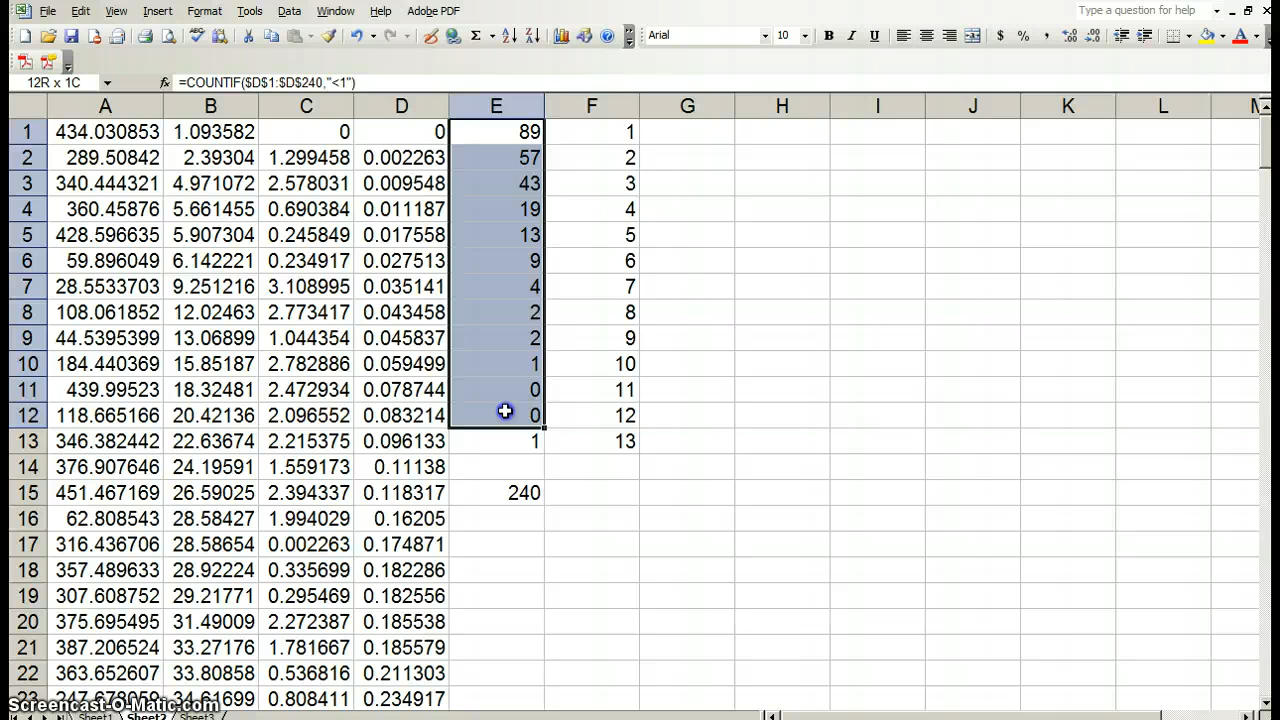 File Edit View Insert Format Tools Data Window Help Adobe PDF Type a question for help
Arial 10 B I U $ % ,
12R x 1C fx =COUNTIF($D$1:$D$240,"<1")
A B C D E F G H I J K L M
1 434.030853 1.093582 0 0 89 1
2 289.50842 2.39304 1.299458 0.002263 57 2
3 340.444321 4.971072 2.578031 0.009548 43 3
4 360.45876 5.661455 0.690384 0.011187 19 4
5 428.596635 5.907304 0.245849 0.017558 13 5
6 59.896049 6.142221 0.234917 0.027513 9 6
7 28.5533703 9.251216 3.108995 0.035141 4 7
8 108.061852 12.02463 2.773417 0.043458 2 8
9 44.5395399 13.06899 1.044354 0.045837 2 9
10 184.440369 15.85187 2.782886 0.059499 1 10
11 439.99523 18.32481 2.472934 0.078744 0 11
12 118.665166 20.42136 2.096552 0.083214 0 12
13 346.382442 22.63674 2.215375 0.096133 1 13
14 376.907646 24.19591 1.559173 0.11138
15 451.467169 26.59025 2.394337 0.118317 240
16 62.808543 28.58427 1.994029 0.16205
17 316.436706 28.58654 0.002263 0.174871
18 357.489633 28.92224 0.335699 0.182286
19 307.608752 29.21771 0.295469 0.182556
20 375.695495 31.49009 2.272387 0.185538
21 387.206524 33.27176 1.781667 0.185579
22 363.652607 33.80858 0.536816 0.211303
23 247.678059 34.61699 0.808411 0.234917
Screencast-O-Matic.com
Sheet1 Sheet2 Sheet3